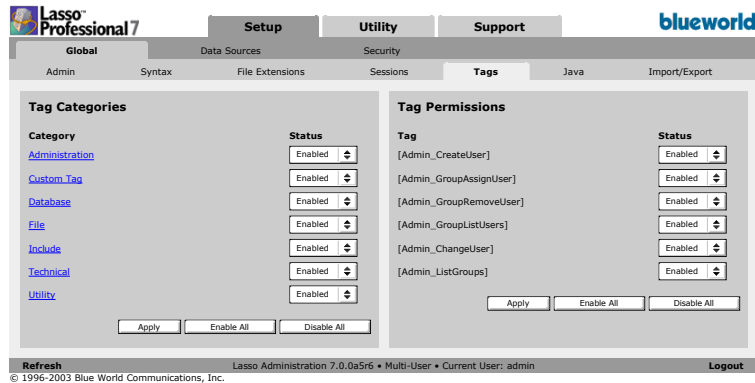 Lasso™
Professional 7
Setup Utility Support
blueworld
Global Data Sources Security
Admin Syntax File Extensions Sessions Tags Java Import/Export
Tag Categories
Category Status
Administration Enabled
Custom Tag Enabled
Database Enabled
File Enabled
Include Enabled
Technical Enabled
Utility Enabled
Apply Enable All Disable All
Tag Permissions
Tag Status
[Admin_CreateUser] Enabled
[Admin_GroupAssignUser] Enabled
[Admin_GroupRemoveUser] Enabled
[Admin_GroupListUsers] Enabled
[Admin_ChangeUser] Enabled
[Admin_ListGroups] Enabled
Apply Enable All Disable All
Refresh Lasso Administration 7.0.0a5r6 • Multi-User • Current User: admin Logout
© 1996-2003 Blue World Communications, Inc.